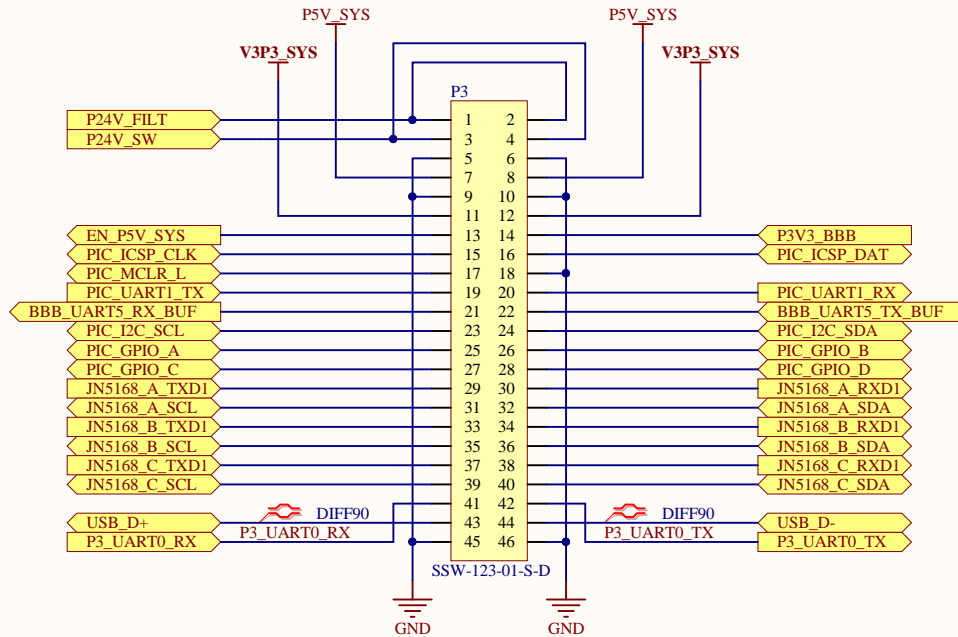 P5V_SYS P5V_SYS
V3P3_SYS V3P3_SYS
P3
P24V_FILT 1 2
P24V_SW 3 4
5 6
7 8
9 10
11 12
EN_P5V_SYS 13 14 P3V3_BBB
PIC_ICSP_CLK 15 16 PIC_ICSP_DAT
PIC_MCLR_L 17 18
PIC_UART1_TX 19 20 PIC_UART1_RX
BBB_UART5_RX_BUF 21 22 BBB_UART5_TX_BUF
PIC_I2C_SCL 23 24 PIC_I2C_SDA
PIC_GPIO_A 25 26 PIC_GPIO_B
PIC_GPIO_C 27 28 PIC_GPIO_D
JN5168_A_TXD1 29 30 JN5168_A_RXD1
JN5168_A_SCL 31 32 JN5168_A_SDA
JN5168_B_TXD1 33 34 JN5168_B_RXD1
JN5168_B_SCL 35 36 JN5168_B_SDA
JN5168_C_TXD1 37 38 JN5168_C_RXD1
JN5168_C_SCL 39 40 JN5168_C_SDA
41 42
USB_D+ DIFF90 43 44 DIFF90 USB_D-
P3_UART0_RX P3_UART0_RX 45 46 P3_UART0_TX P3_UART0_TX
SSW-123-01-S-D
GND GND